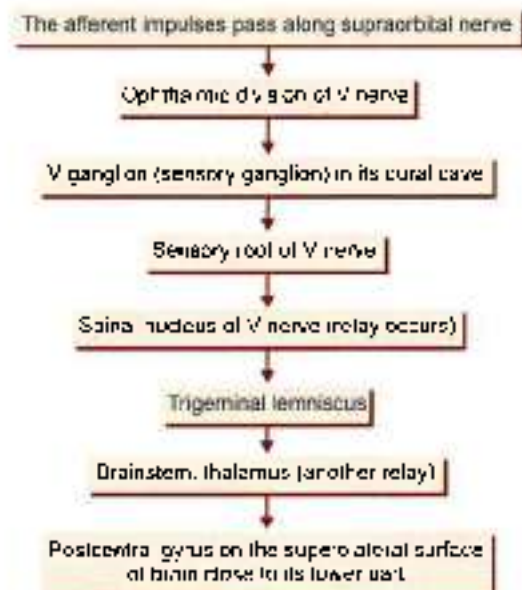 The afferent impulses pass along supraorbital nerve
Ophthalmic division of V nerve
V ganglion (sensory ganglion) in its dural cave
Sensory root of V nerve
Spinal nucleus of V nerve (relay occurs)
Trigeminal lemniscus
Brainstem, thalamus (another relay)
Postcentral gyrus on the superolateral surface
of brain close to its lower part